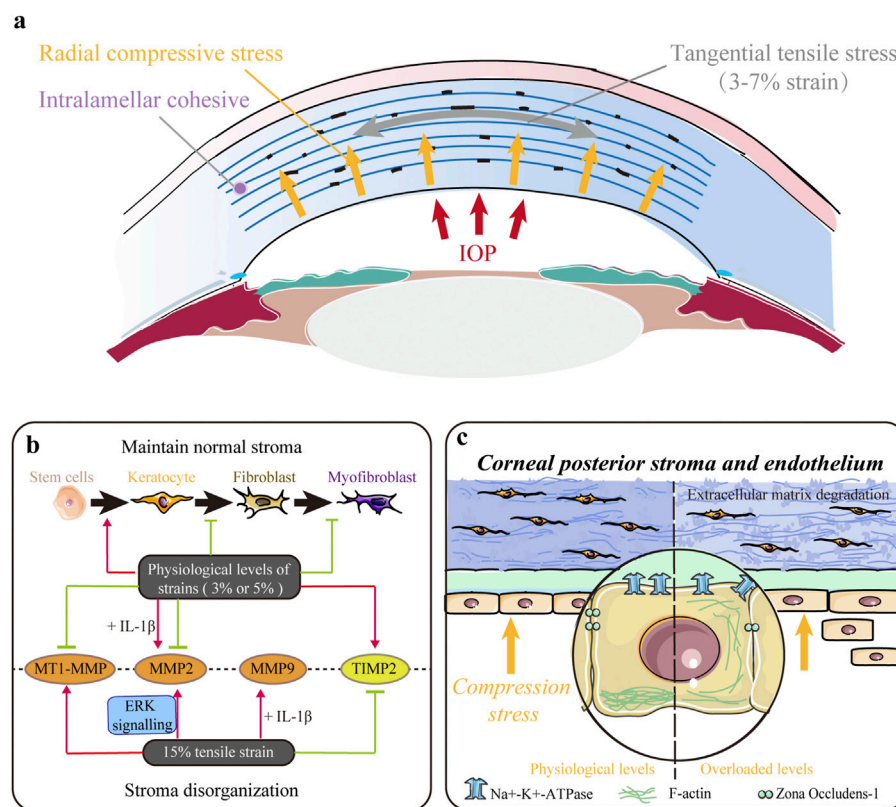 a
Radial compressive stress
Tangential tensile stress
(3-7% strain)
Intralamellar cohesive
IOP
b
Maintain normal stroma
Stem cells
Keratocyte
Fibroblast
Myofibroblast
Physiological levels of
strains ( 3% or 5% )
+ IL-1β
MT1-MMP
MMP2
MMP9
TIMP2
ERK
signalling
+ IL-1β
15% tensile strain
Stroma disorganization
c
Corneal posterior stroma and endothelium
Extracellular matrix degradation
Compression
stress
Physiological levels
Overloaded levels
Na+-K+-ATPase
F-actin
Zona Occludens-1